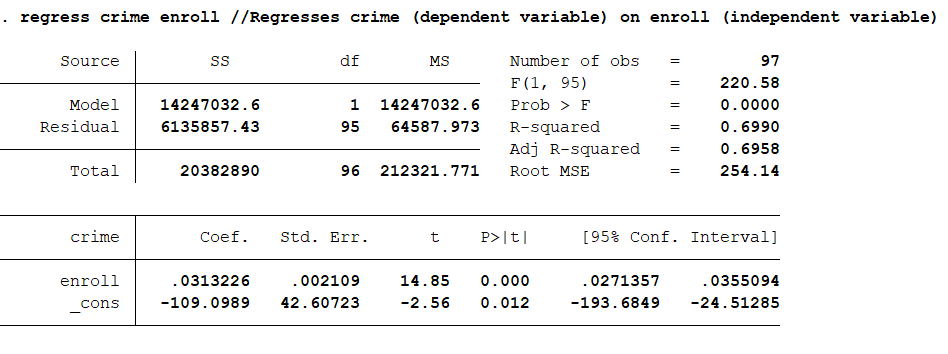 . regress crime enroll //Regresses crime (dependent variable) on enroll (independent variable)
Source SS df MS Number of obs = 97
F(1, 95) = 220.58
Model 14247032.6 1 14247032.6 Prob > F = 0.0000
Residual 6135857.43 95 64587.973 R-squared = 0.6990
Adj R-squared = 0.6958
Total 20382890 96 212321.771 Root MSE = 254.14
crime Coef. Std. Err. t P>|t| [95% Conf. Interval]
enroll .0313226 .002109 14.85 0.000 .0271357 .0355094
_cons -109.0989 42.60723 -2.56 0.012 -193.6849 -24.51285